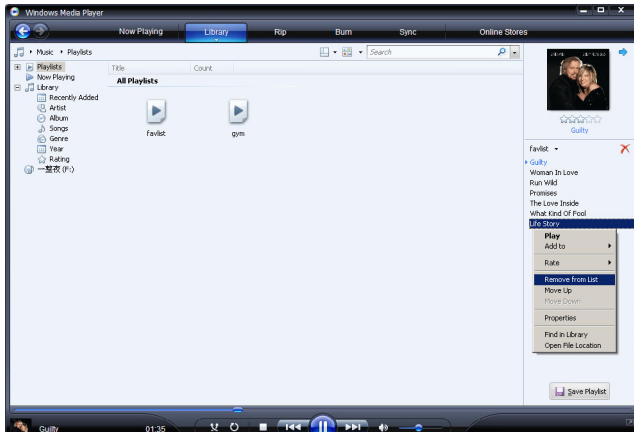 Windows Media Player
Now Playing
Library
Rip
Burn
Sync
Online Stores
Music
Playlists
Search
Playlists
Now Playing
Library
Recently Added
Artist
Album
Songs
Genre
Year
Rating
一整夜 (F:)
Title
Count
All Playlists
favlist
gym
Guilty
favlist
Guilty
Woman In Love
Run Wild
Promises
The Love Inside
What Kind Of Fool
Life Story
Play
Add to
Rate
Remove from List
Move Up
Move Down
Properties
Find in Library
Open File Location
Save Playlist
Guilty
01:35